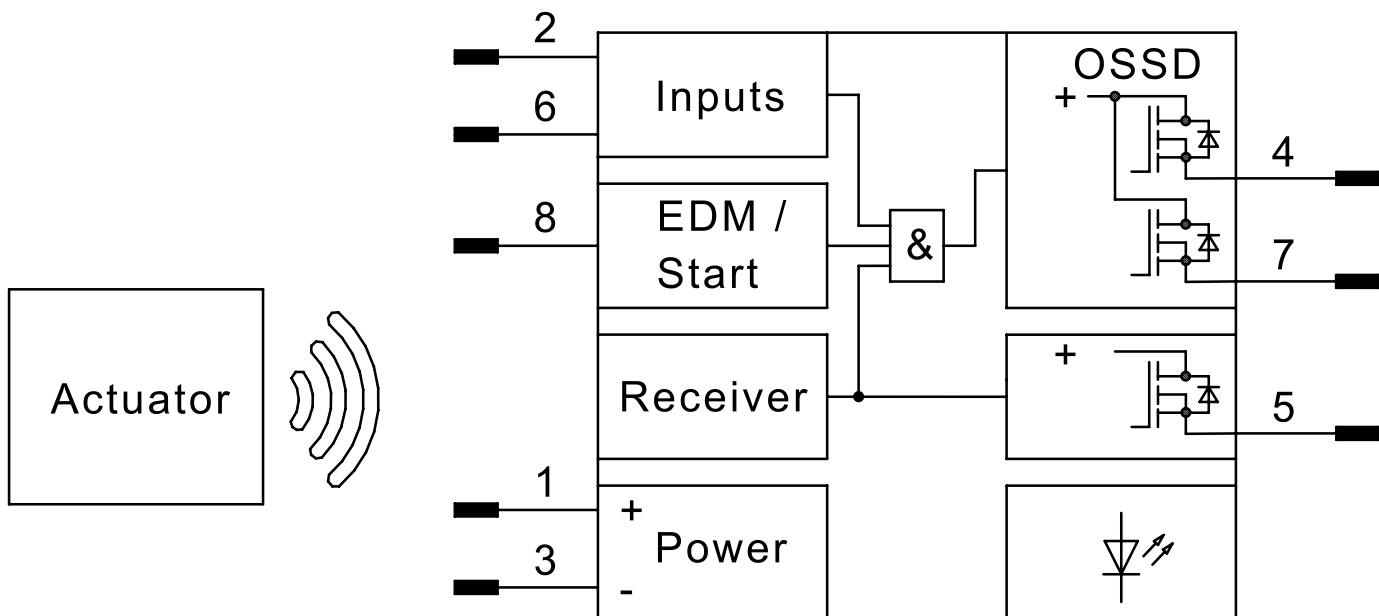 2
Inputs
6
8
EDM /
Start
&
OSSD
+
4
7
Actuator
Receiver
+
5
1
+
Power
3
-